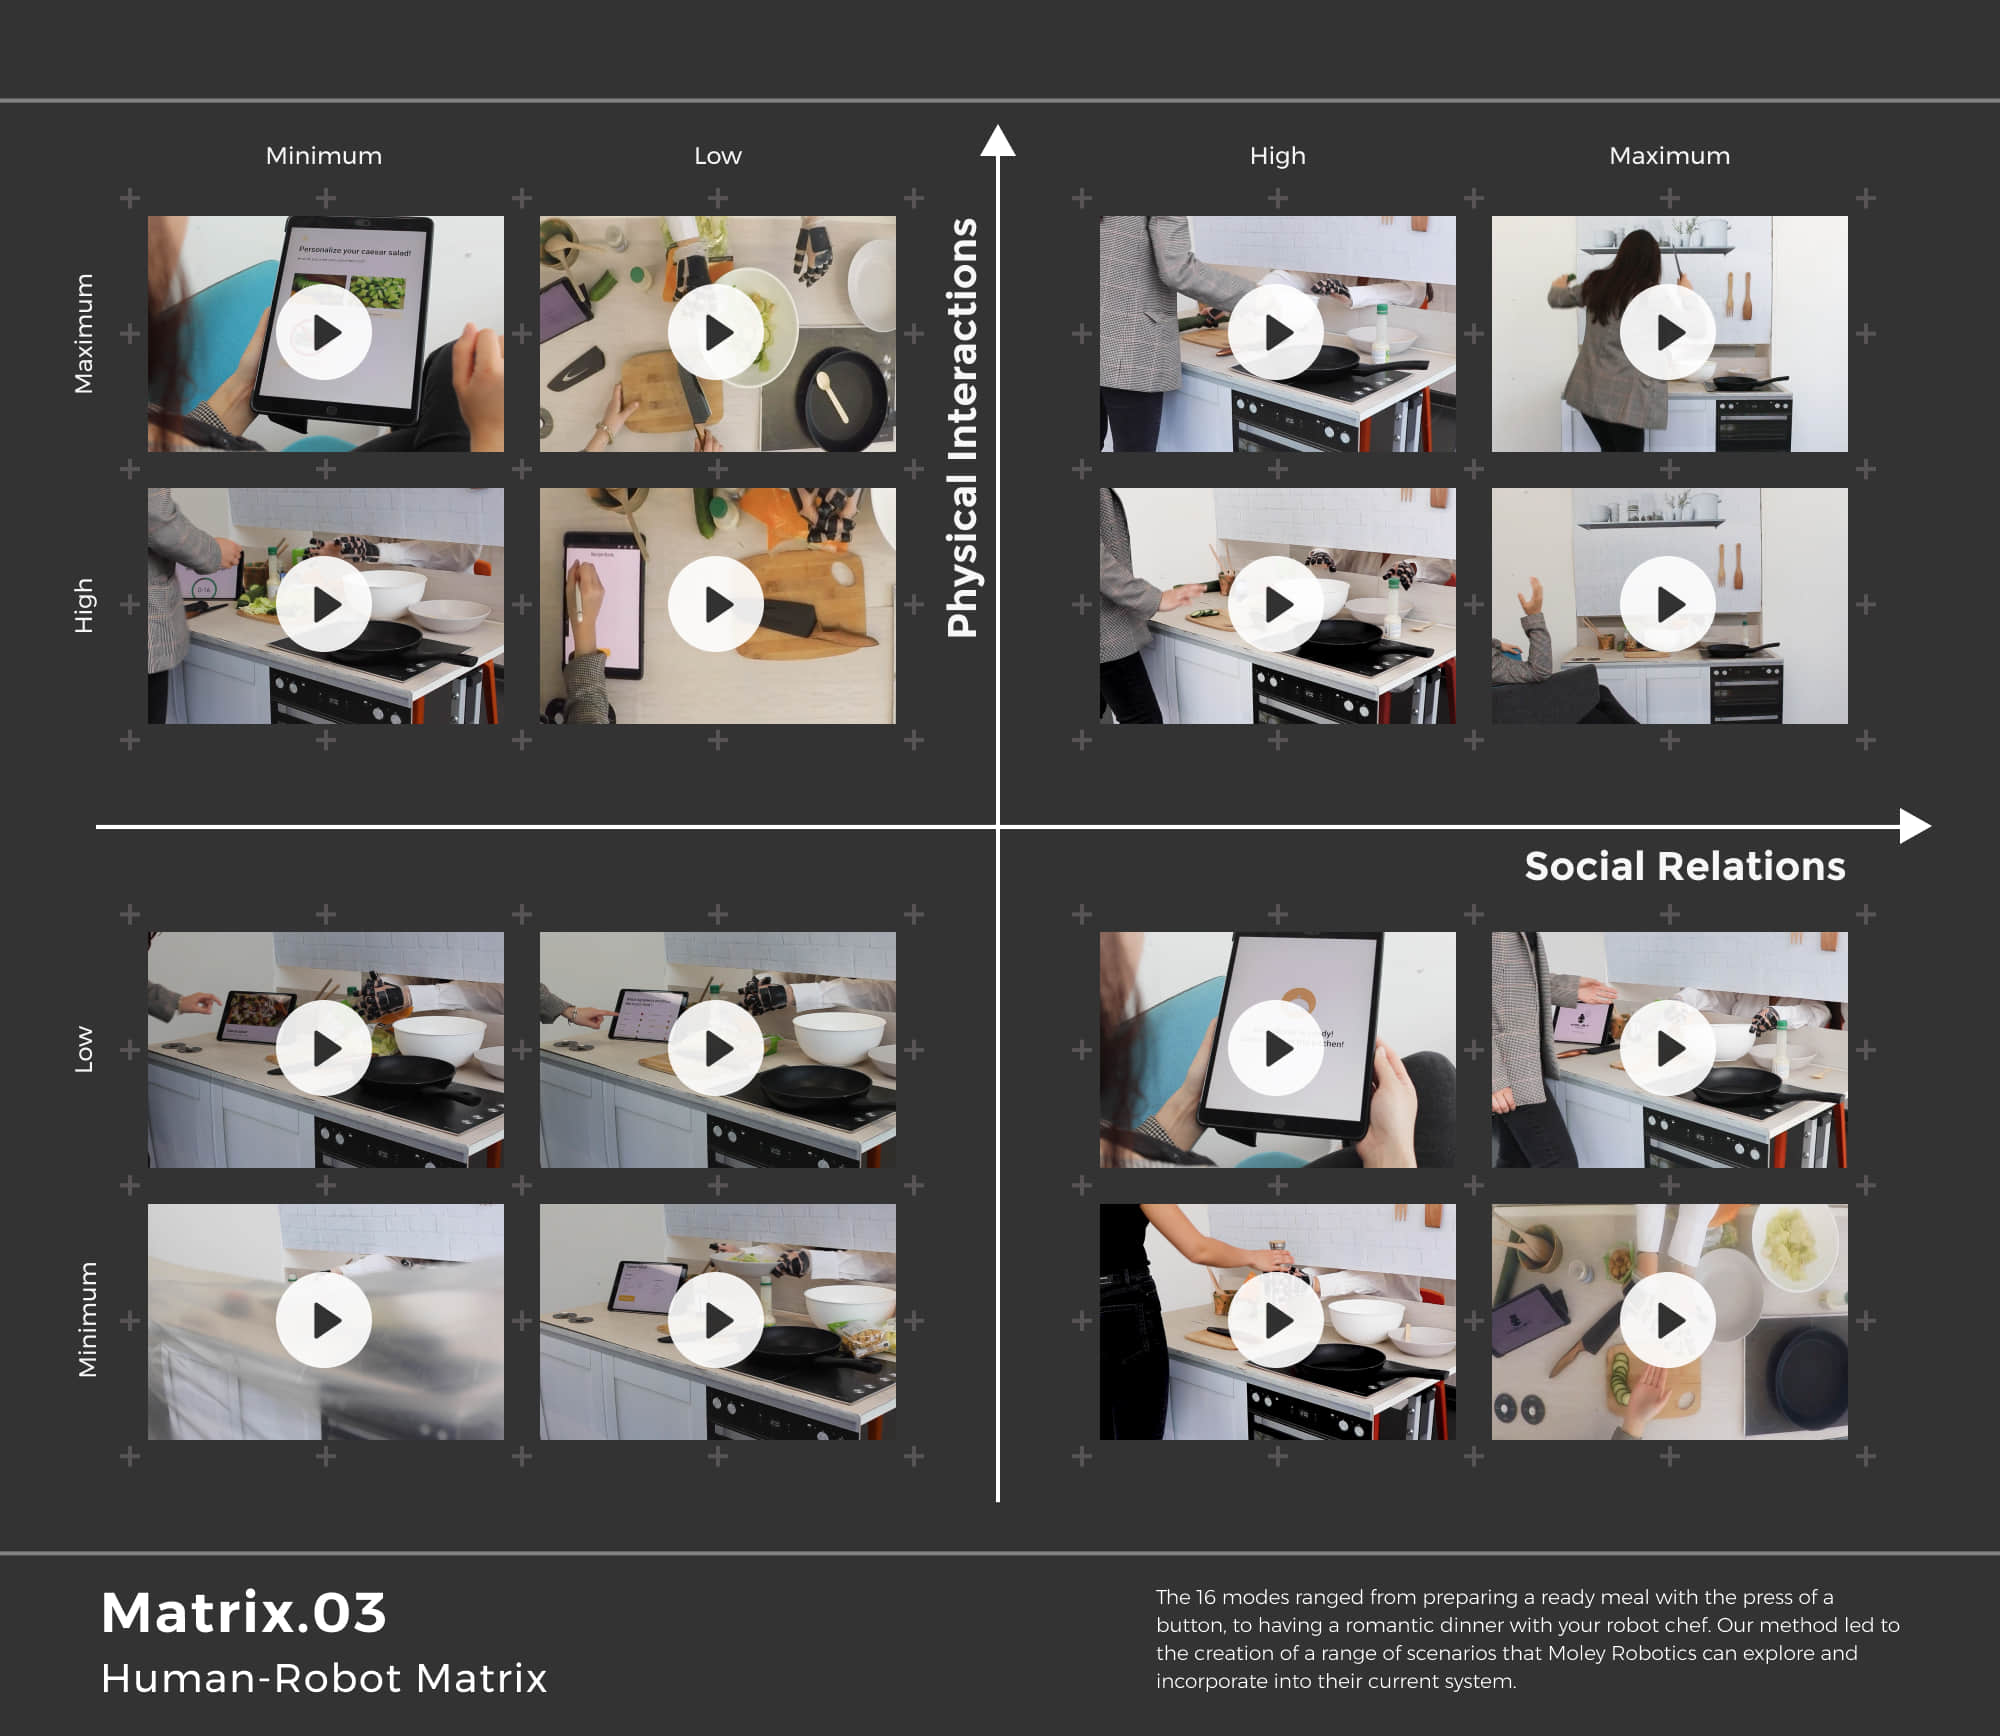 Minimum
Low
High
Maximum
Maximum
Personalize your caesar salad!
Physical Interactions
High
0:16
Social Relations
Low
Minimum
Matrix.03
Human-Robot Matrix
The 16 modes ranged from preparing a ready meal with the press of a
button, to having a romantic dinner with your robot chef. Our method led to
the creation of a range of scenarios that Moley Robotics can explore and
incorporate into their current system.